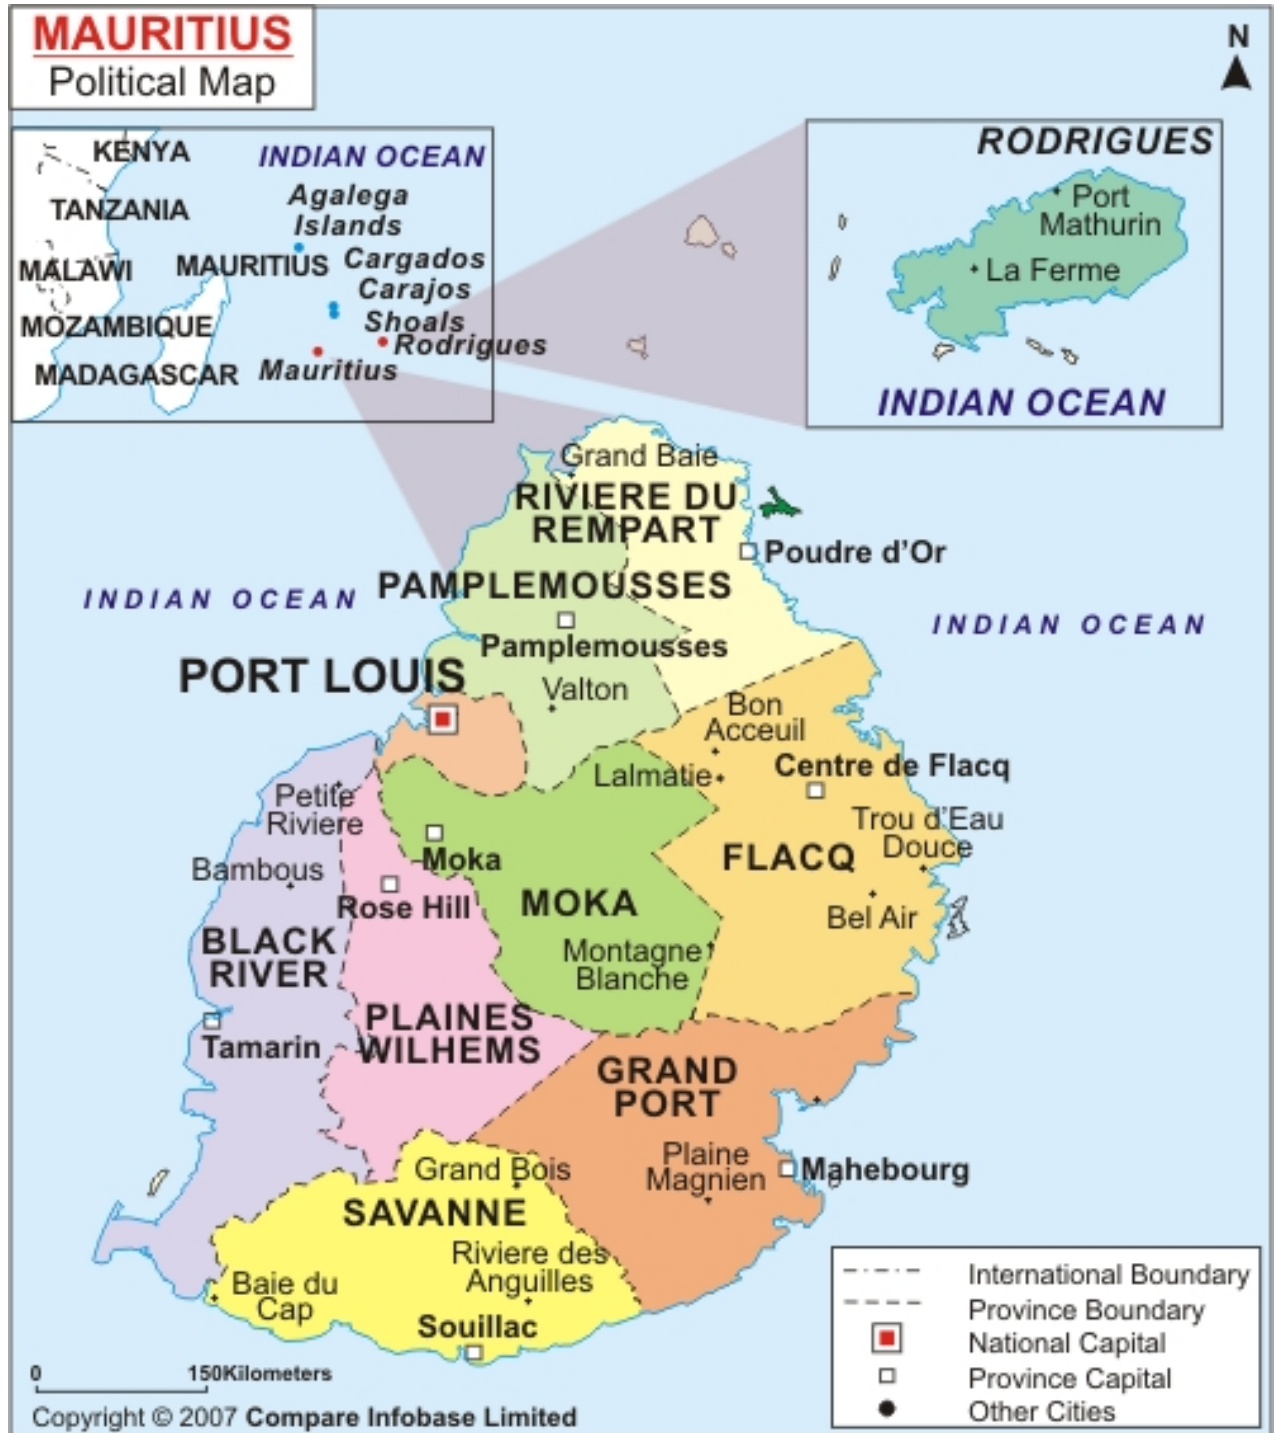 MAURITIUS
Political Map
N
KENYA
INDIAN OCEAN
Agalega
Islands
TANZANIA
MALAWI
MAURITIUS
Cargados
Carajos
Shoals
MOZAMBIQUE
Rodrigues
MADAGASCAR
Mauritius
RODRIGUES
Port
Mathurin
La Ferme
INDIAN OCEAN
Grand Baie
RIVIERE DU
REMPART
Poudre d'Or
PAMPLEMOUSSES
INDIAN OCEAN
INDIAN OCEAN
Pamplemousses
PORT LOUIS
Valton
Bon
Acceuil
Lalmatie
Centre de Flacq
Petite
Riviere
Trou d'Eau
Douce
Moka
FLACQ
Bambous
Rose Hill
MOKA
Bel Air
BLACK
RIVER
Montagne
Blanche
PLAINES
WILHEMS
Tamarin
GRAND
PORT
Plaine
Magnien
Mahebourg
Grand Bois
SAVANNE
Riviere des
Anguilles
Baie du
Cap
Souillac
International Boundary
Province Boundary
National Capital
Province Capital
Other Cities
0 150Kilometers
Copyright © 2007 Compare Infobase Limited